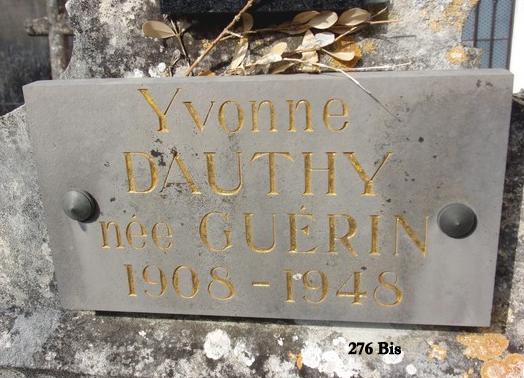 Yvonne
DAUTHY
née GUÉRIN
1908 - 1948
276 Bis